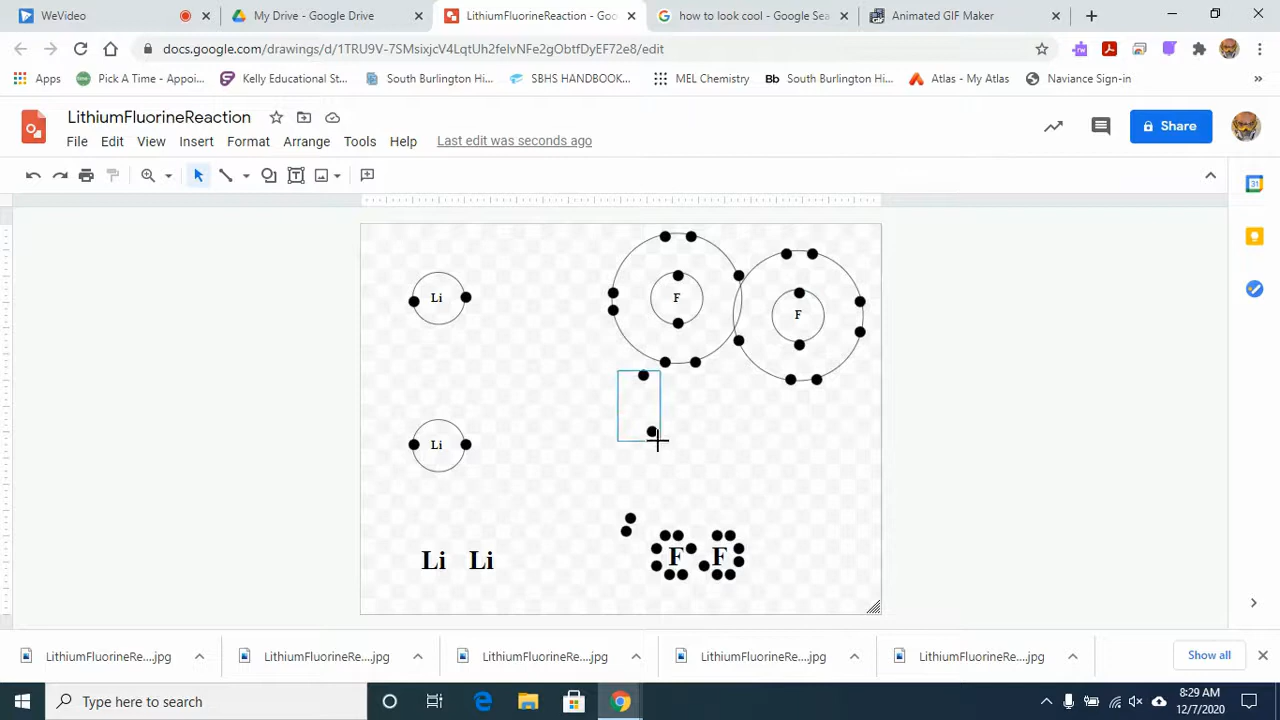 WeVideo
My Drive - Google Drive
LithiumFluorineReaction - Goo
how to look cool - Google Sea
Animated GIF Maker
docs.google.com/drawings/d/1TRU9V-7SMsixjcV4LqtUh2felvNFe2gObtfDyEF72e8/edit
Apps
Pick A Time - Appoi...
Kelly Educational St...
South Burlington Hi...
SBHS HANDBOOK...
MEL Chemistry
Bb South Burlington Hi...
Atlas - My Atlas
Naviance Sign-in
»
LithiumFluorineReaction
File Edit View Insert Format Arrange Tools Help
Last edit was seconds ago
Share
31
Li
F
F
Li
Li Li
F F
LithiumFluorineRe....jpg
LithiumFluorineRe....jpg
LithiumFluorineRe....jpg
LithiumFluorineRe....jpg
LithiumFluorineRe....jpg
Show all
Type here to search
8:29 AM
12/7/2020